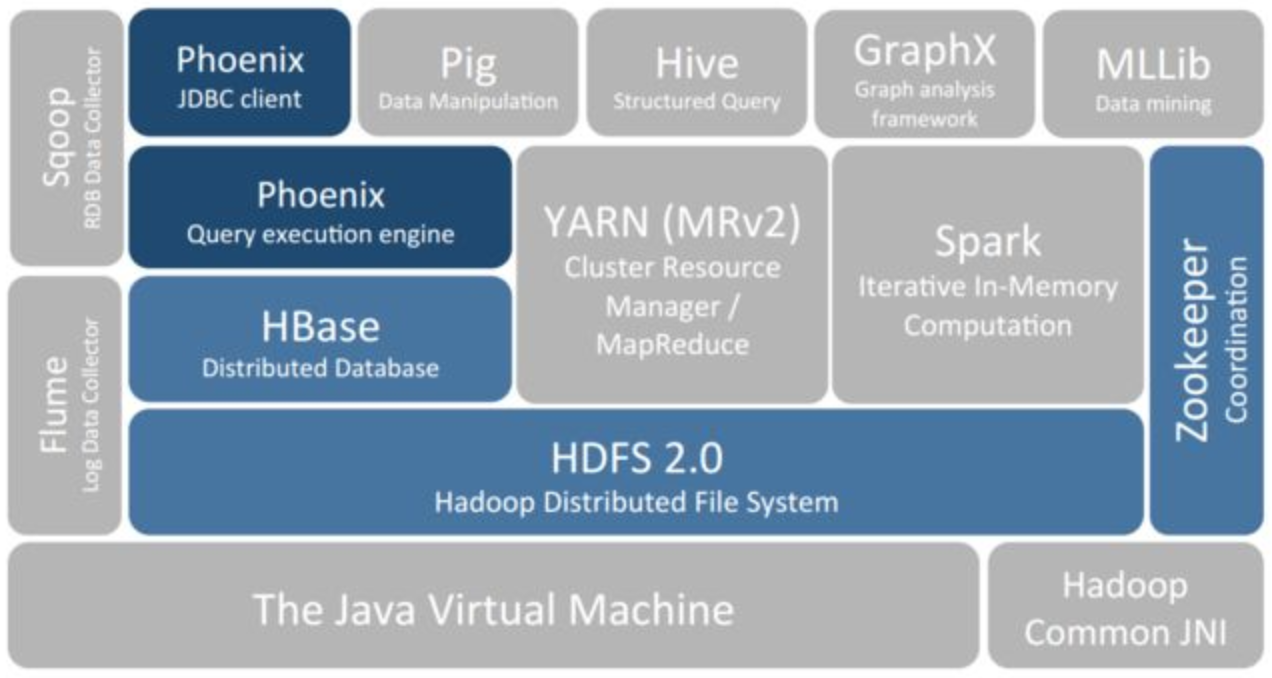 Sqoop
RDB Data Collector
Phoenix
JDBC client
Pig
Data Manipulation
Hive
Structured Query
GraphX
Graph analysis
framework
MLLib
Data mining
Phoenix
Query execution engine
YARN (MRv2)
Cluster Resource
Manager /
MapReduce
Spark
Iterative In-Memory
Computation
Zookeeper
Coordination
Flume
Log Data Collector
HBase
Distributed Database
HDFS 2.0
Hadoop Distributed File System
The Java Virtual Machine
Hadoop
Common JNI